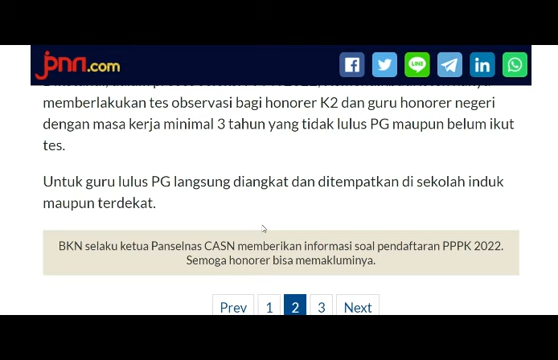 jpnn.com
memberlakukan tes observasi bagi honorer K2 dan guru honorer negeri
dengan masa kerja minimal 3 tahun yang tidak lulus PG maupun belum ikut
tes.
Untuk guru lulus PG langsung diangkat dan ditempatkan di sekolah induk
maupun terdekat.
BKN selaku ketua Panselnas CASN memberikan informasi soal pendaftaran PPPK 2022.
Semoga honorer bisa memakluminya.
Prev 1 2 3 Next